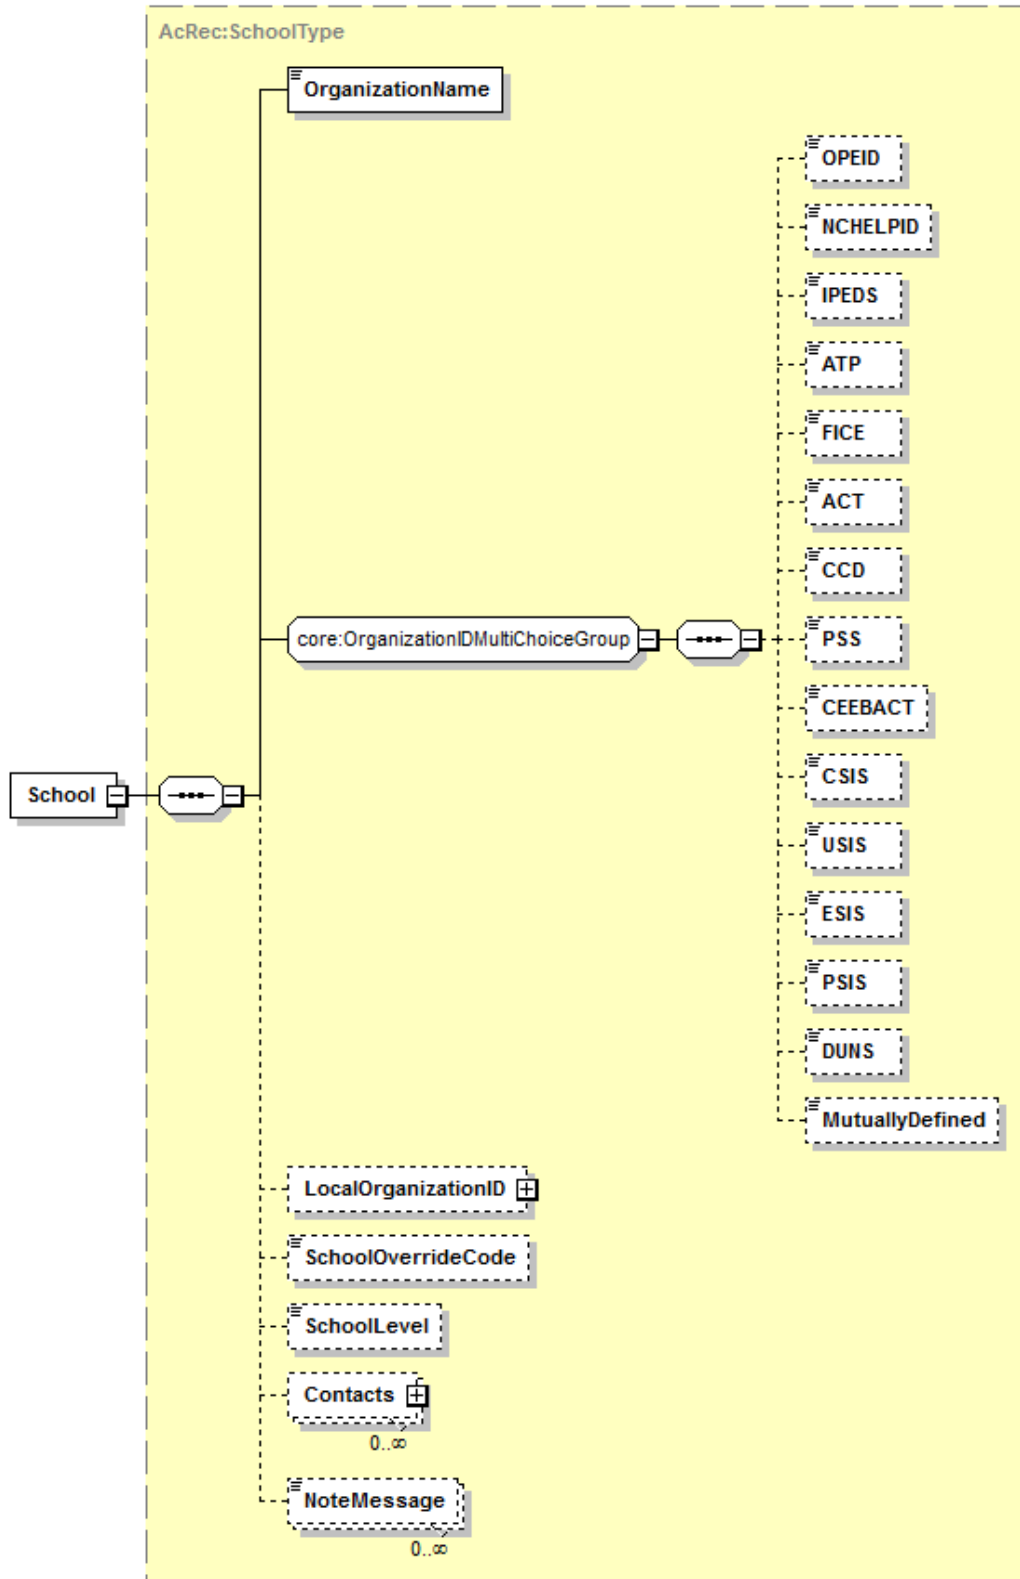 AcRec:SchoolType
OrganizationName
OPEID
NCHELPID
IPEDS
ATP
FICE
ACT
CCD
core:OrganizationIDMultiChoiceGroup
PSS
CEEBACT
School
CSIS
USIS
ESIS
PSIS
DUNS
MutuallyDefined
LocalOrganizationID
SchoolOverrideCode
SchoolLevel
Contacts
0..∞
NoteMessage
0..∞